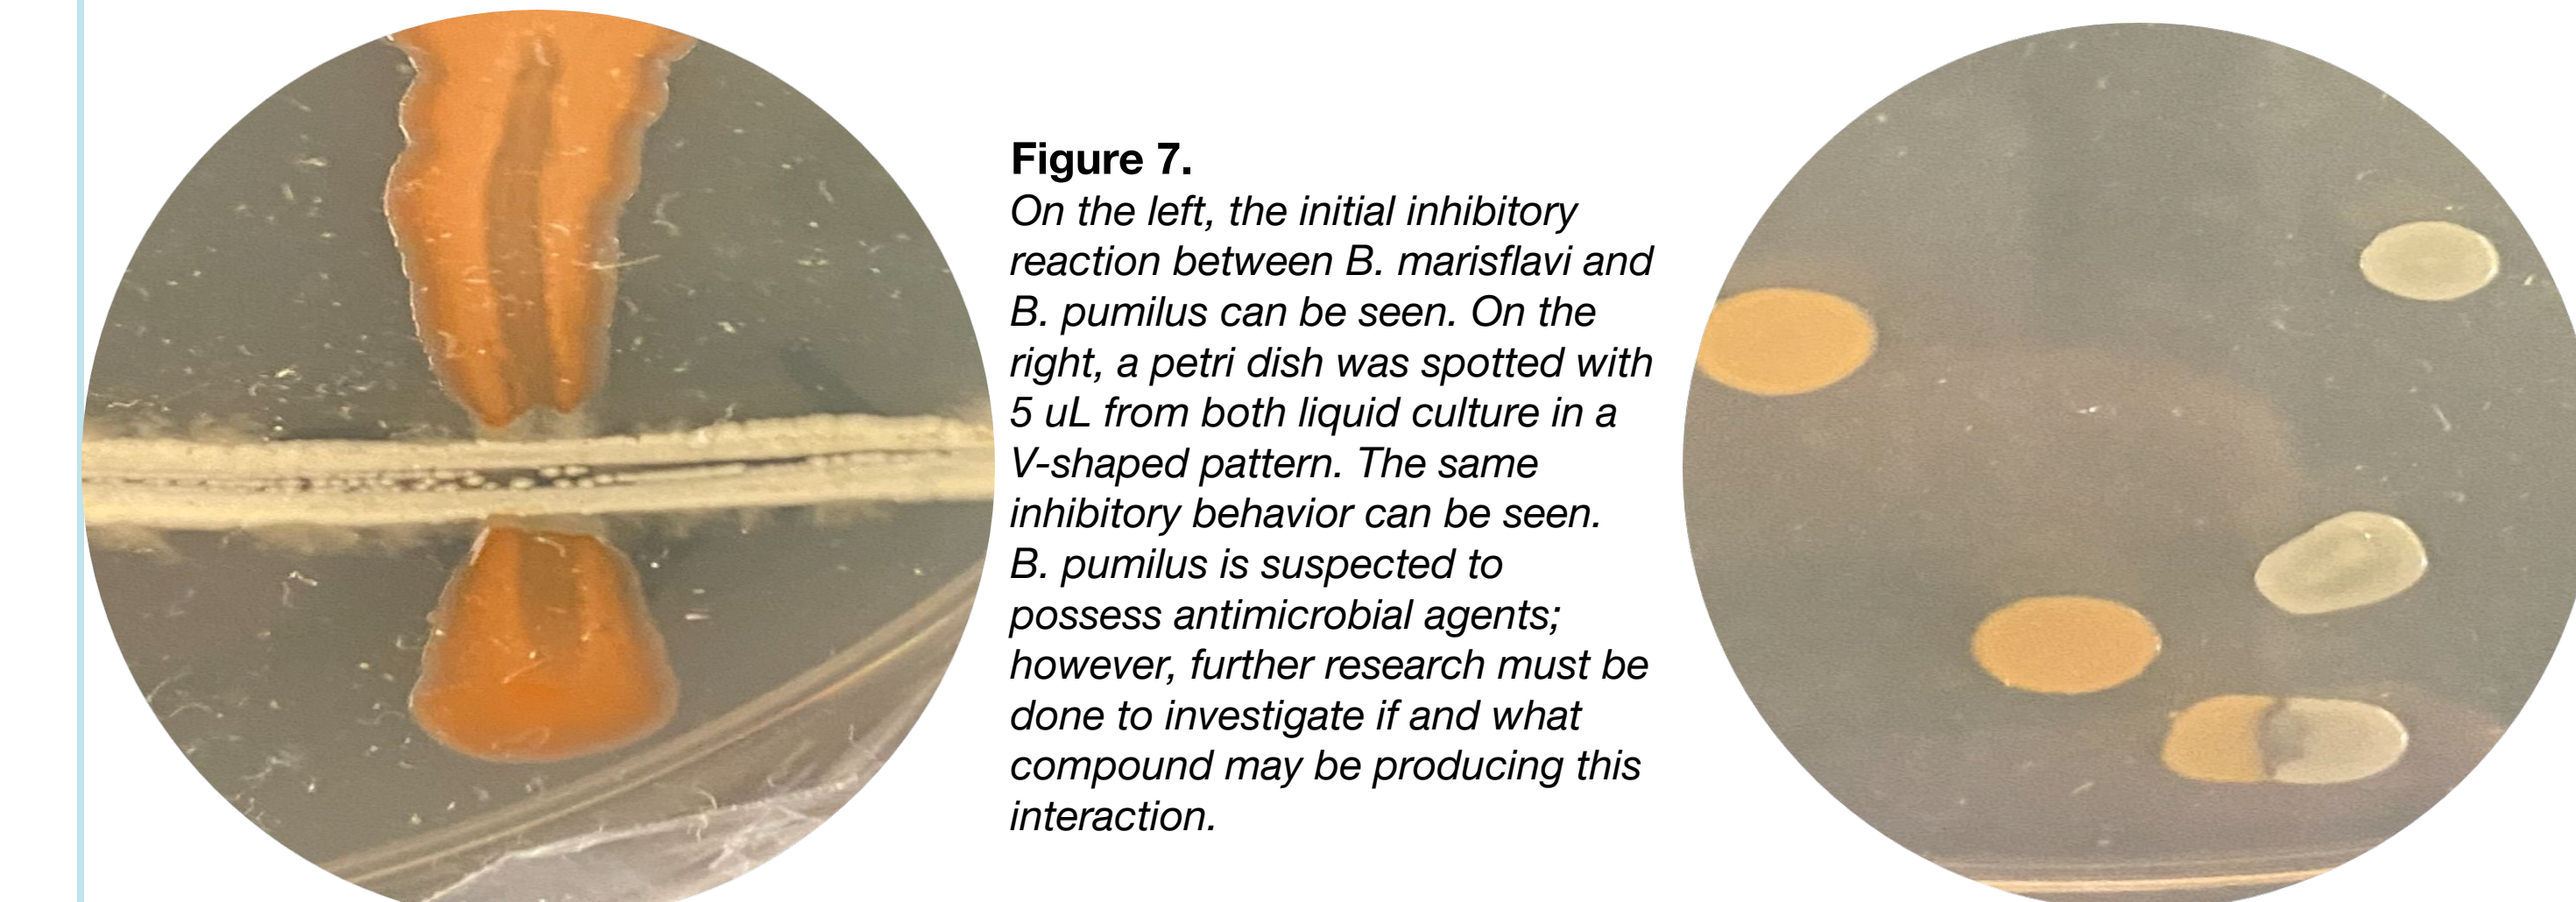 Figure 7.
On the left, the initial inhibitory
reaction between B. marisflavi and
B. pumilus can be seen. On the
right, a petri dish was spotted with
5 uL from both liquid culture in a
V-shaped pattern. The same
inhibitory behavior can be seen.
B. pumilus is suspected to
possess antimicrobial agents;
however, further research must be
done to investigate if and what
compound may be producing this
interaction.